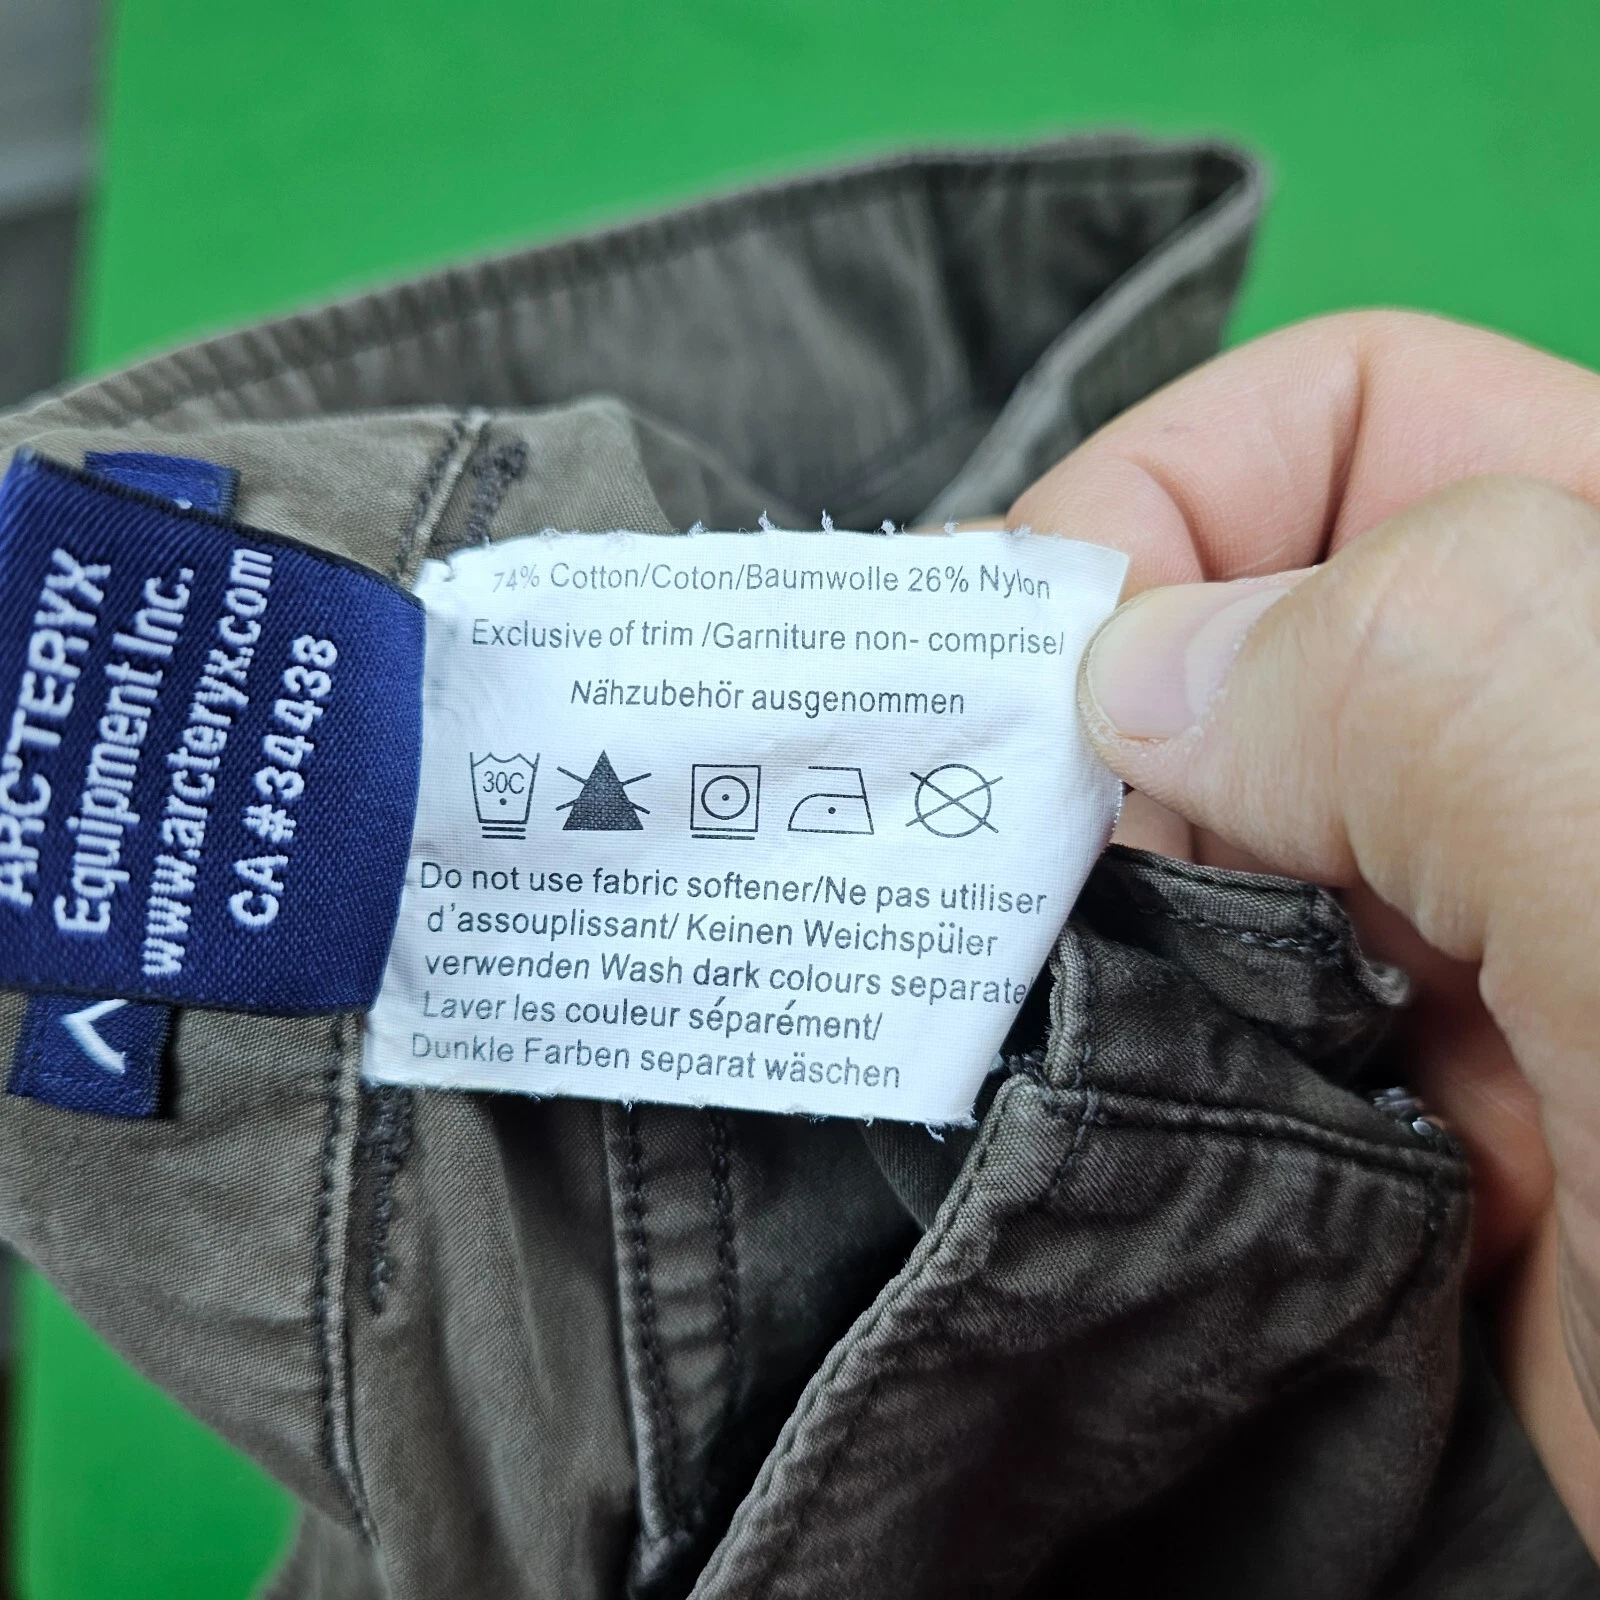 ARC'TERYX
Equipment Inc.
www.arcteryx.com
CA#34438
74% Cotton/Coton/Baumwolle 26% Nylon
Exclusive of trim /Garniture non- comprise/
Nähzubehör ausgenommen
30C
Do not use fabric softener/Ne pas utiliser
d'assouplissant/ Keinen Weichspüler
verwenden Wash dark colours separate
Laver les couleur séparément/
Dunkle Farben separat wäschen